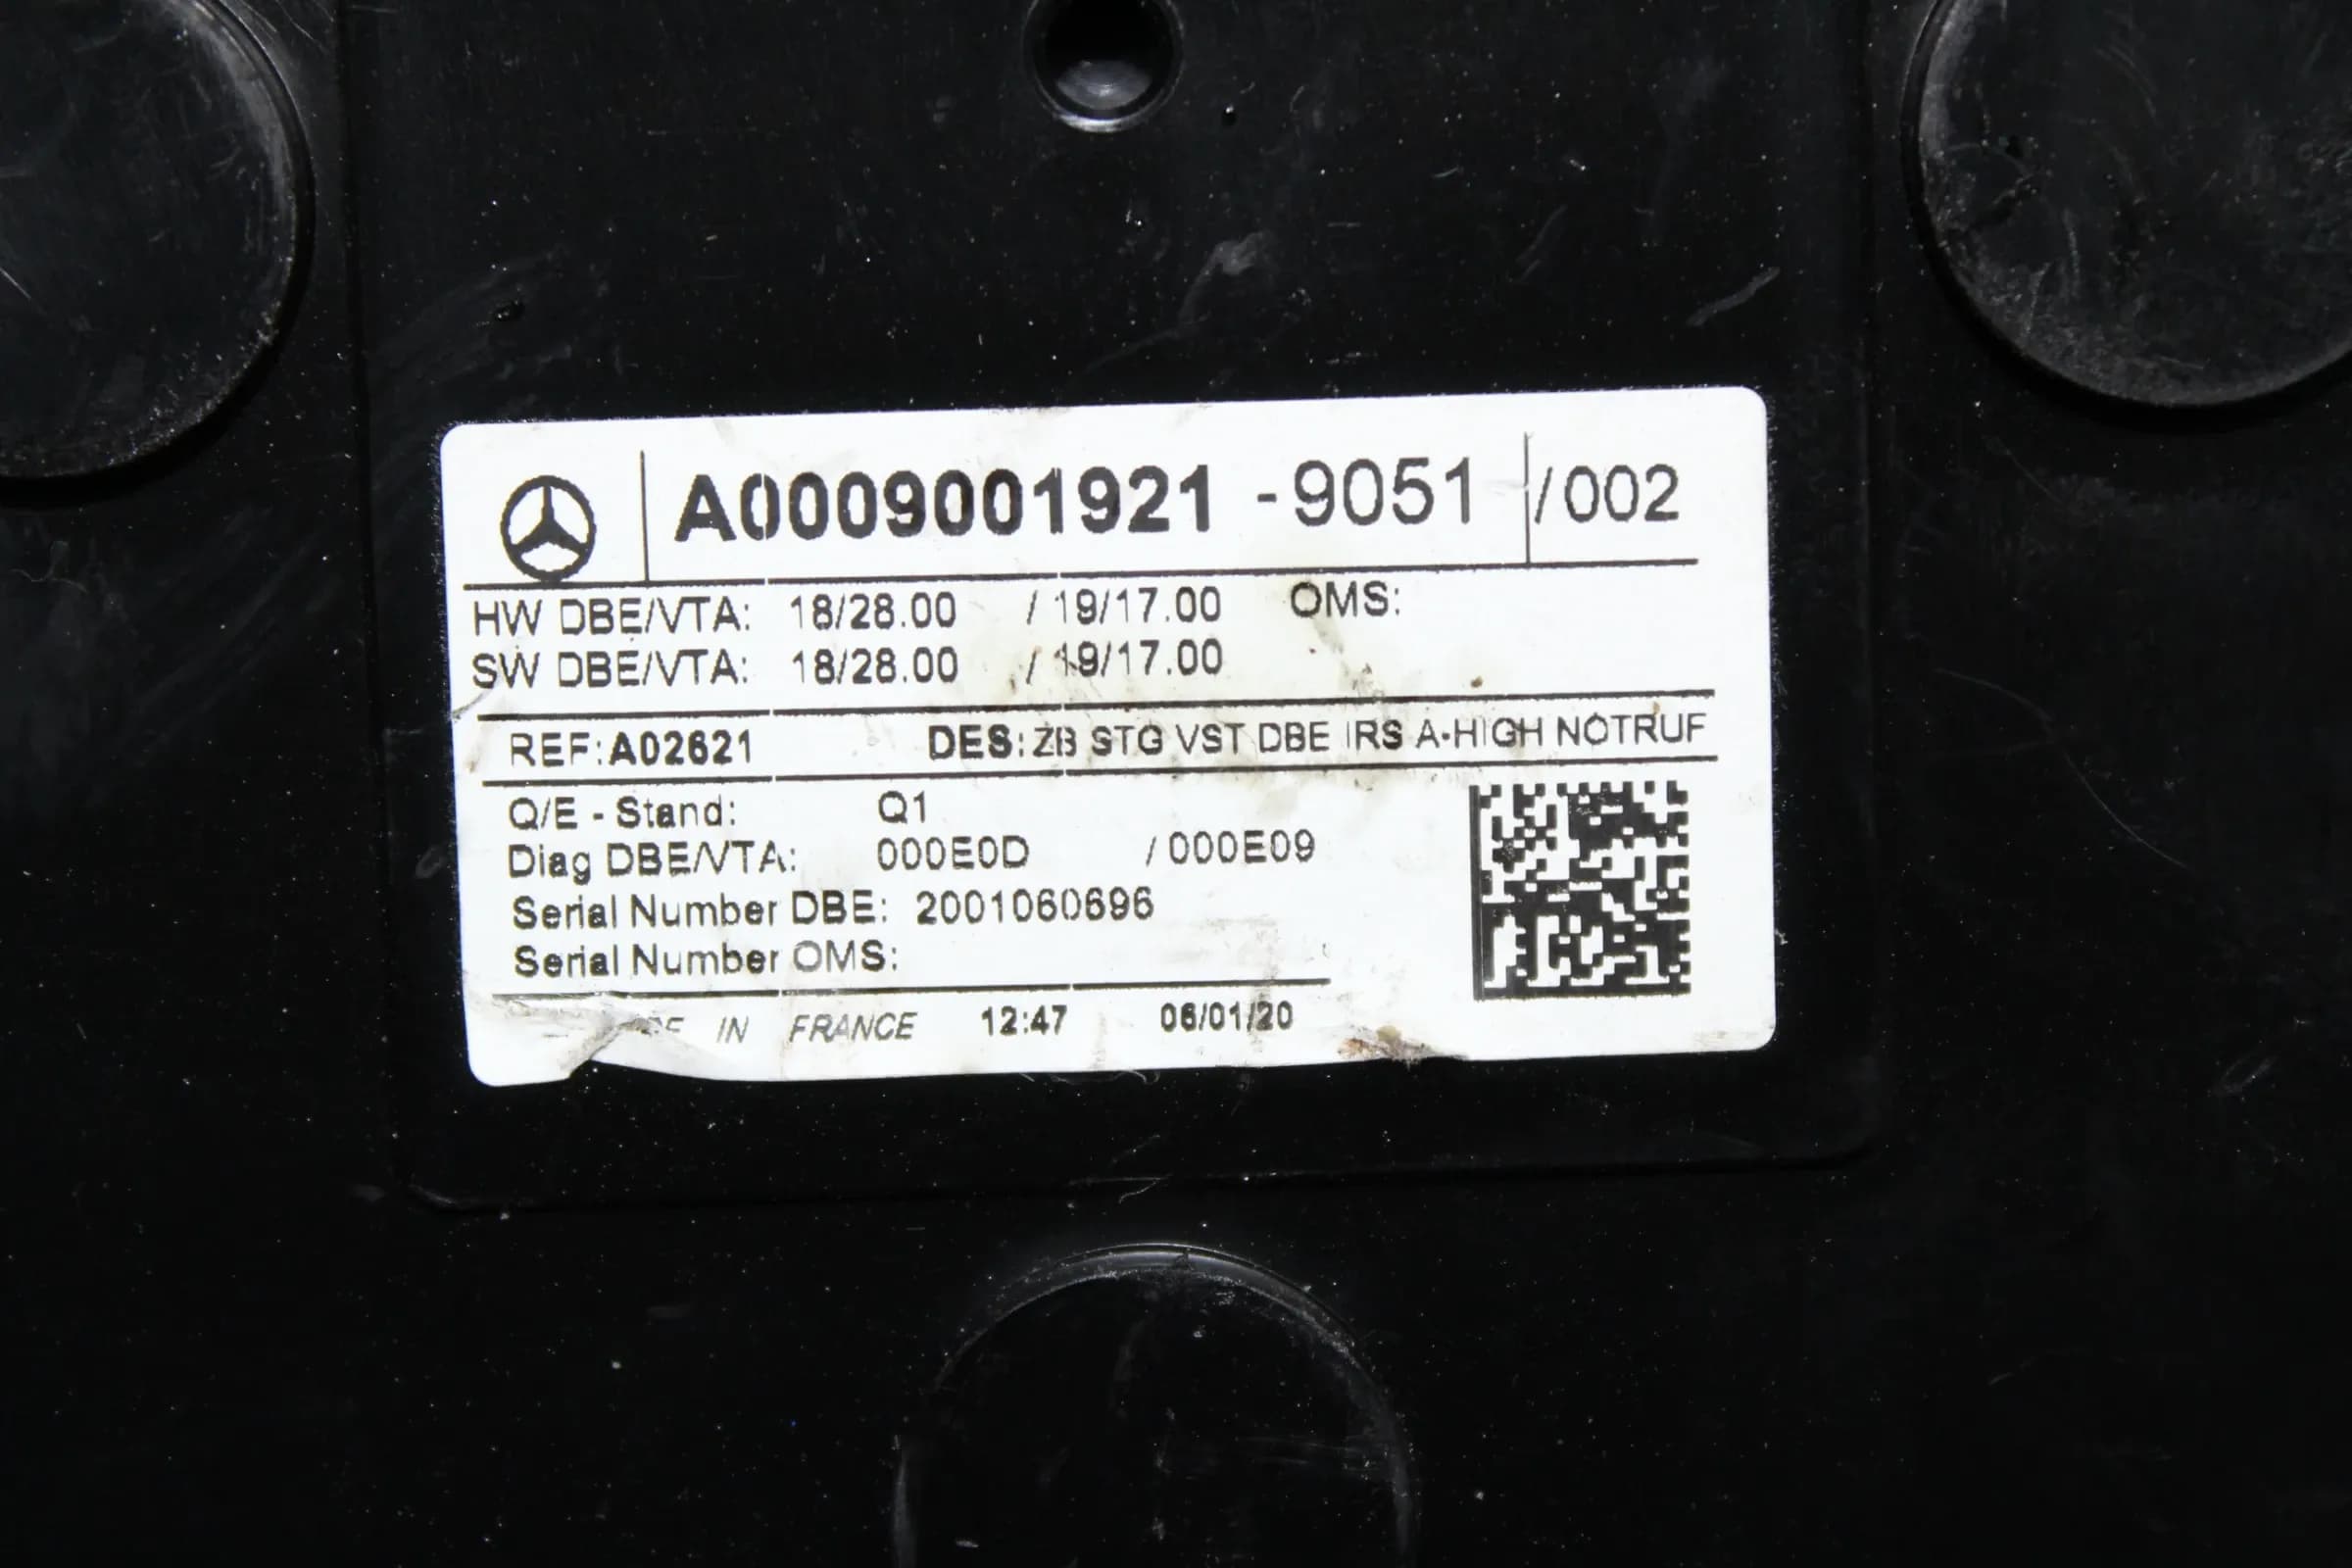 A0009001921 -9051 /002
HW DBE/VTA: 18/28.00 / 19/17.00 OMS:
SW DBE/VTA: 18/28.00 / 19/17.00
REF:A02621 DES:ZB STG VST DBE IRS A-HIGH NOTRUF
Q/E - Stand: Q1
Diag DBE/VTA: 000E0D / 000E09
Serial Number DBE: 2001060696
Serial Number OMS:
IN FRANCE 12:47 06/01/20